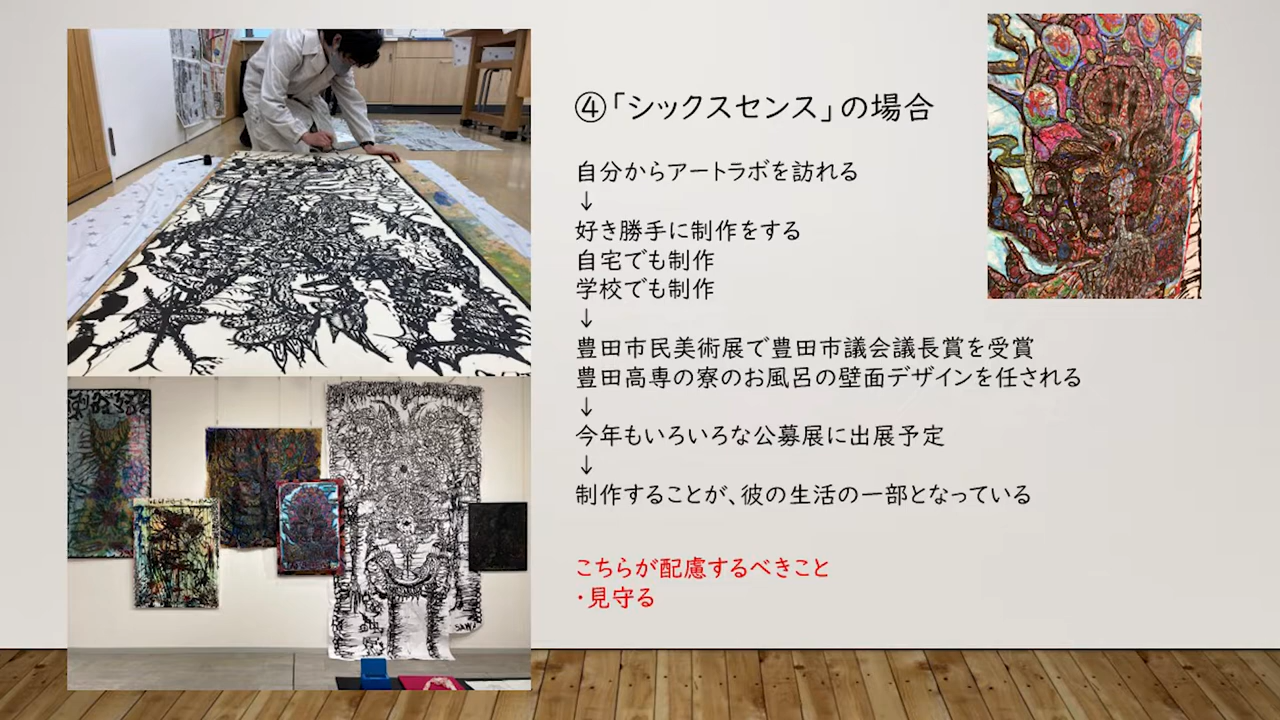 ④「シックスセンス」の場合
自分からアートラボを訪れる
↓
好き勝手に制作をする
自宅でも制作
学校でも制作
↓
豊田市民美術展で豊田市議会議長賞を受賞
豊田高専の寮のお風呂の壁面デザインを任される
↓
今年もいろいろな公募展に出展予定
↓
制作することが、彼の生活の一部となっている
こちらが配慮するべきこと
・見守る